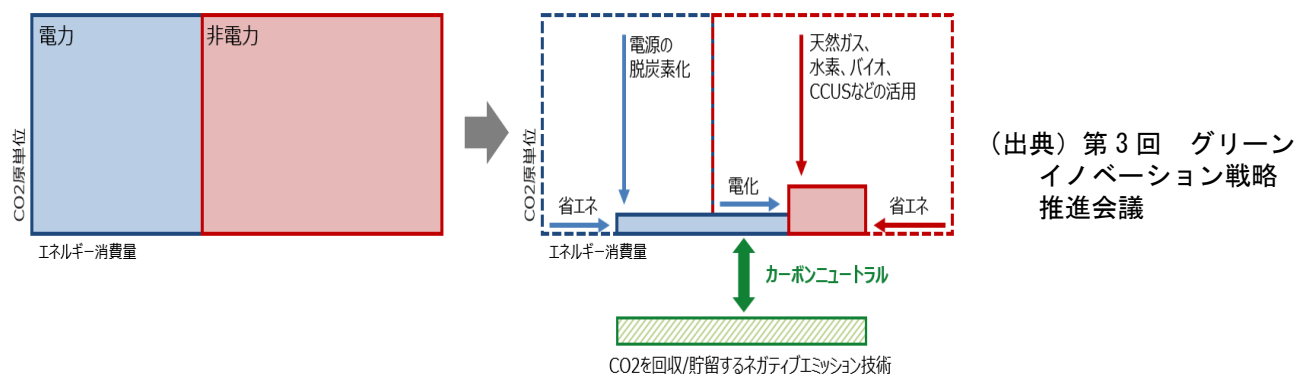 電力
非電力
CO2原単位
エネルギー消費量
電源の
脱炭素化
天然ガス、
水素、バイオ、
CCUSなどの活用
CO2原単位
省エネ
電化
省エネ
エネルギー消費量
カーボンニュートラル
CO2を回収/貯留するネガティブエミッション技術
（出典）第３回　グリーン
イノベーション戦略
推進会議